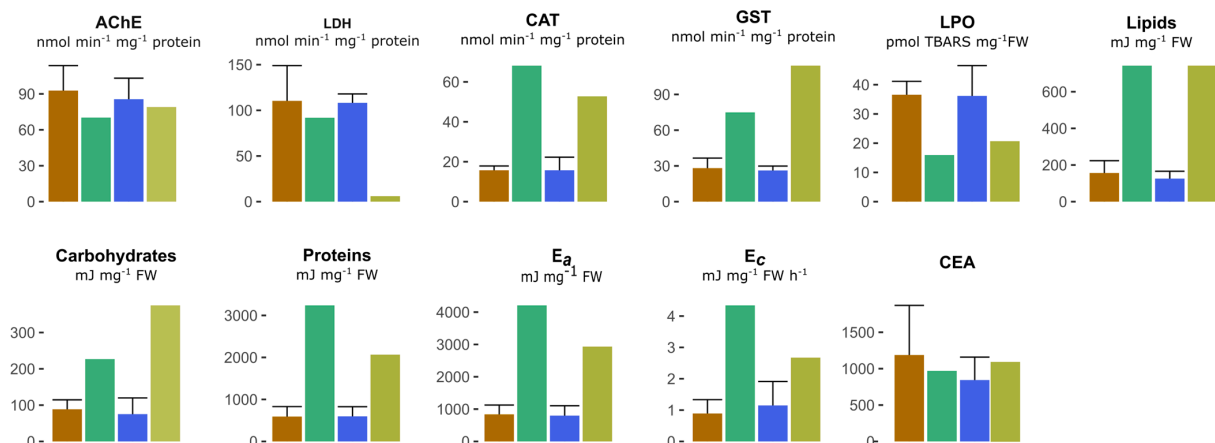 AChE
nmol min⁻¹ mg⁻¹ protein
90
60
30
0
LDH
nmol min⁻¹ mg⁻¹ protein
150
100
50
0
CAT
nmol min⁻¹ mg⁻¹ protein
60
40
20
0
GST
nmol min⁻¹ mg⁻¹ protein
90
60
30
0
LPO
pmol TBARS mg⁻¹FW
40
30
20
10
0
Lipids
mJ mg⁻¹ FW
600
400
200
0
Carbohydrates
mJ mg⁻¹ FW
300
200
100
0
Proteins
mJ mg⁻¹ FW
3000
2000
1000
0
Ea
mJ mg⁻¹ FW
4000
3000
2000
1000
0
Ec
mJ mg⁻¹ FW h⁻¹
4
3
2
1
0
CEA
1500
1000
500
0